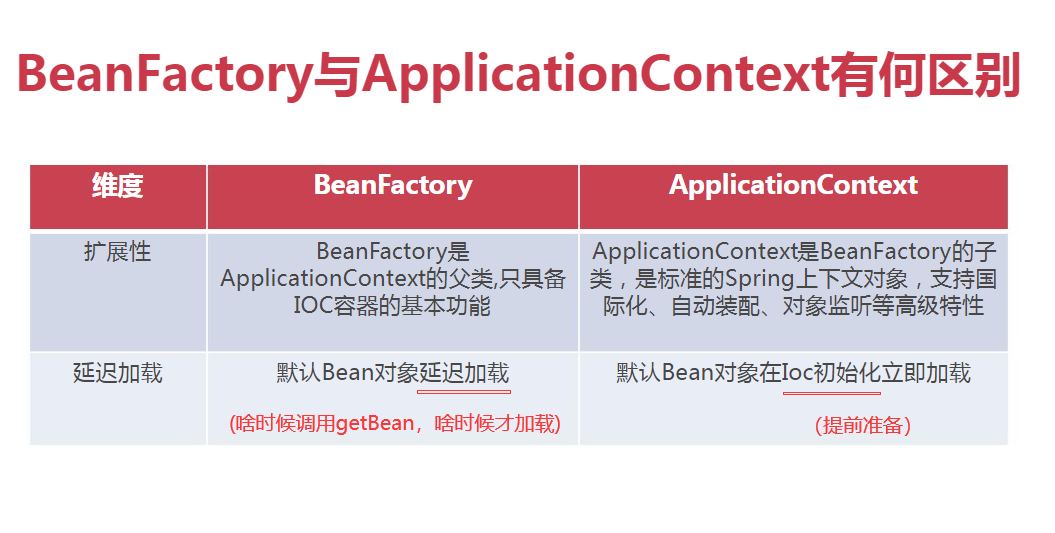 BeanFactory与ApplicationContext有何区别
维度
BeanFactory
ApplicationContext
扩展性
BeanFactory是
ApplicationContext的父类,只具备
IOC容器的基本功能
ApplicationContext是BeanFactory的子
类，是标准的Spring上下文对象，支持国
际化、自动装配、对象监听等高级特性
延迟加载
默认Bean对象延迟加载
(啥时候调用getBean，啥时候才加载)
默认Bean对象在Ioc初始化立即加载
(提前准备)